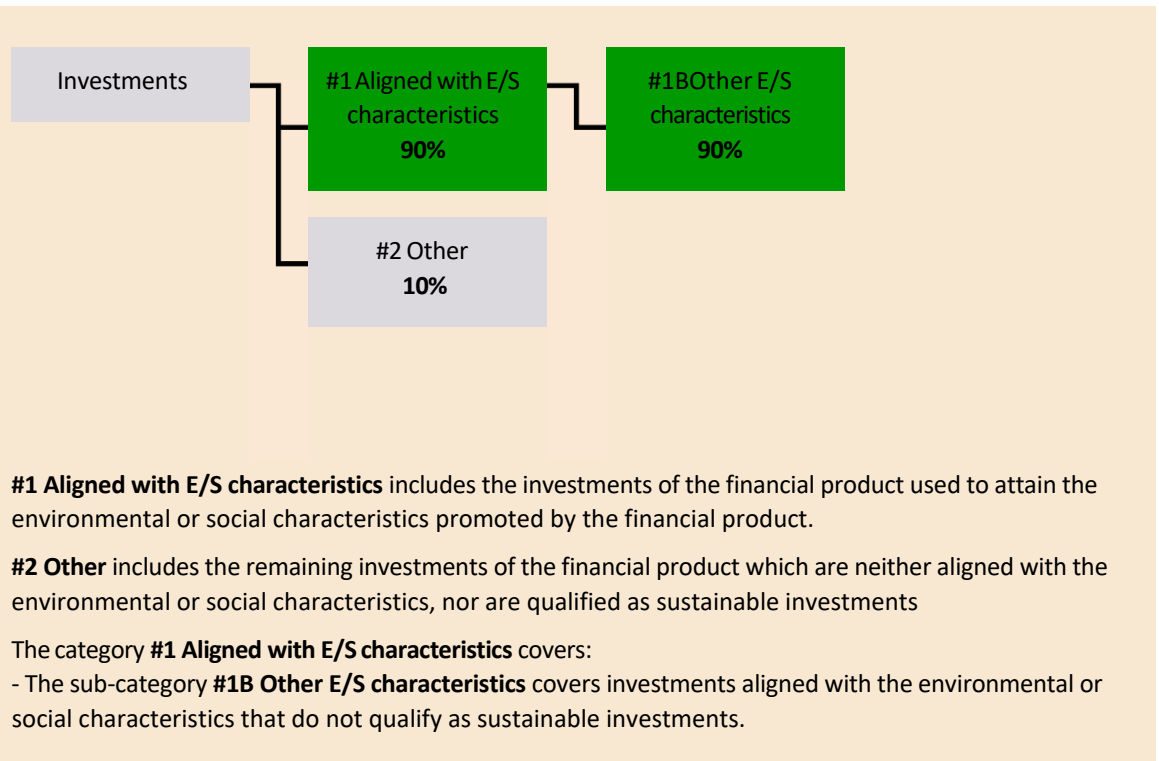 Investments
#1 Aligned with E/S
characteristics
90%
#1B Other E/S
characteristics
90%
#2 Other
10%
#1 Aligned with E/S characteristics includes the investments of the financial product used to attain the
environmental or social characteristics promoted by the financial product.
#2 Other includes the remaining investments of the financial product which are neither aligned with the
environmental or social characteristics, nor are qualified as sustainable investments
The category #1 Aligned with E/S characteristics covers:
- The sub-category #1B Other E/S characteristics covers investments aligned with the environmental or
social characteristics that do not qualify as sustainable investments.